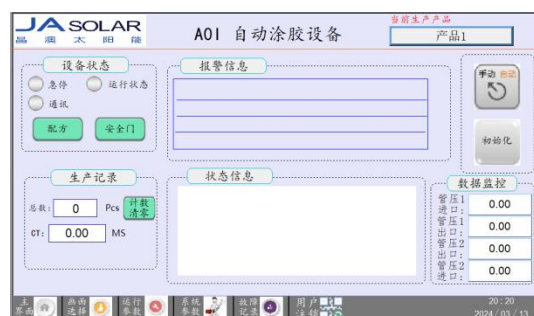 JA SOLAR
晶 澳 太 阳 能
AOI 自动涂胶设备
当前生产产品
产品1
设备状态
急停
运行状态
通讯
配方
安全门
报警信息
手动 自动
初始化
生产记录
总数:
0
Pcs
计数
清零
CT:
0.00
MS
状态信息
数据监控
管压1
进口:
0.00
管压1
出口:
0.00
管压2
出口:
0.00
管压2
进口:
0.00
主
界面
画面
选择
运行
参数
系统
参数
故障
记录
用户
注销
20:20
2024/03/13